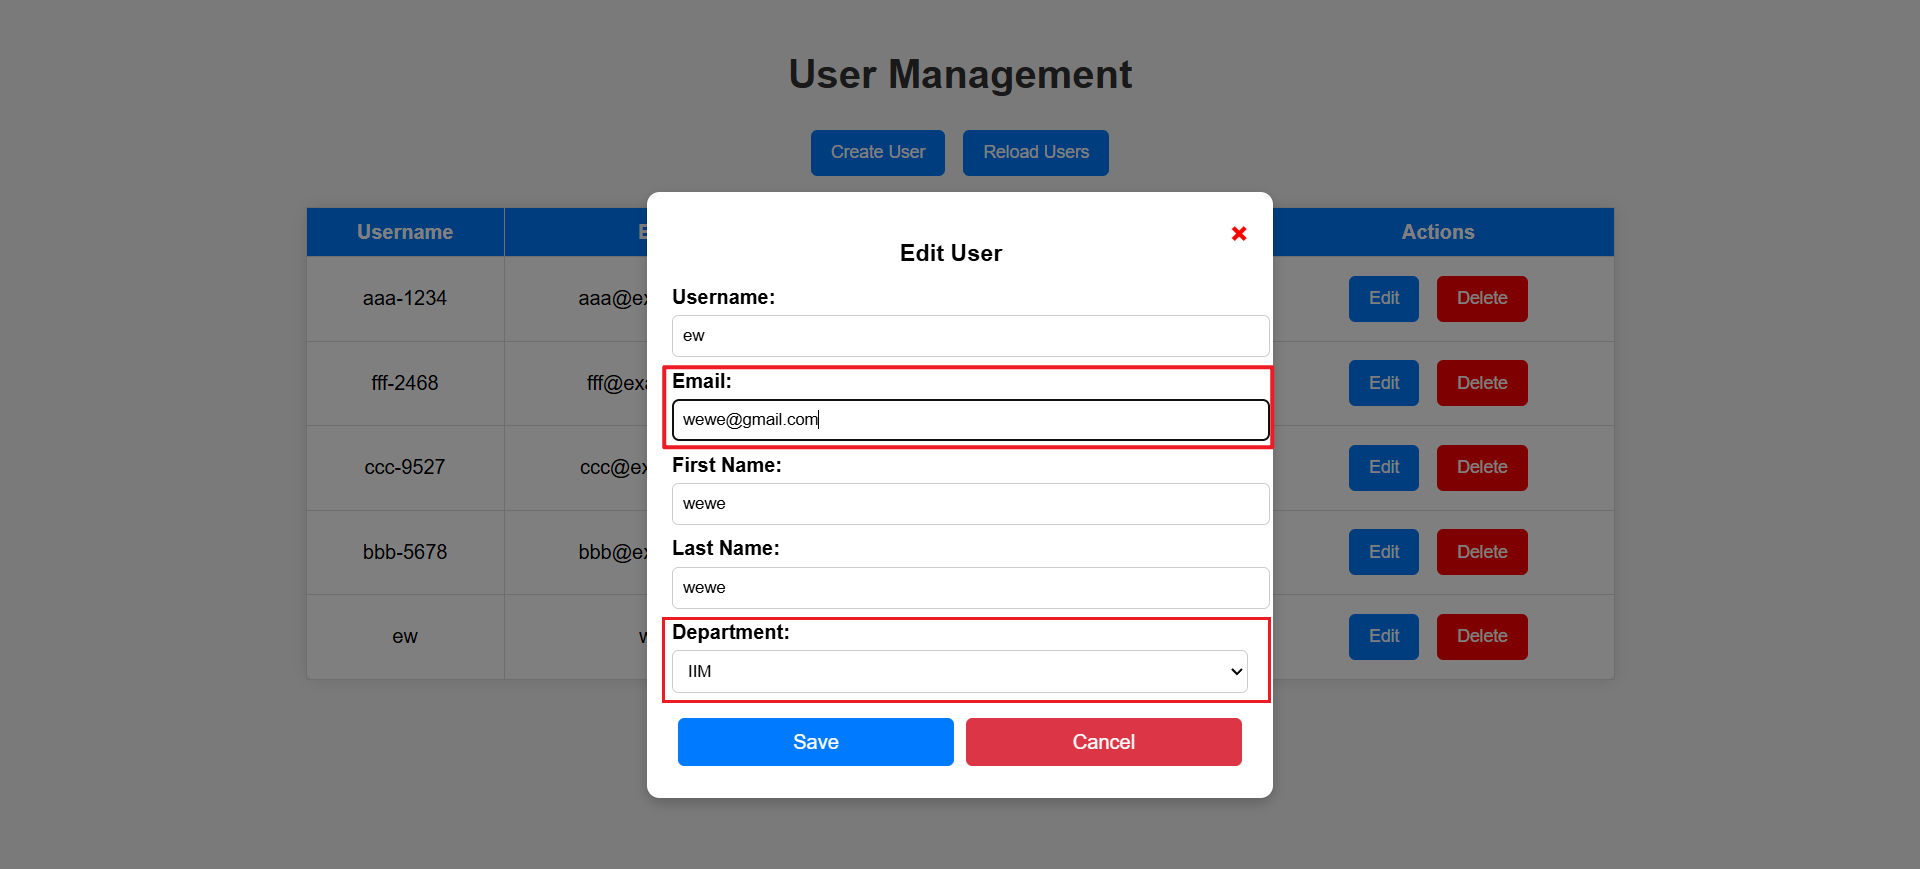 User Management
Create User Reload Users
Username E Actions
Edit User
aaa-1234 aaa@ex Edit Delete
Username:
ew
fff-2468 fff@exa Edit Delete
Email:
wewe@gmail.com
ccc-9527 ccc@ex Edit Delete
First Name:
wewe
bbb-5678 bbb@ex Edit Delete
Last Name:
wewe
ew w Edit Delete
Department:
IIM
Save Cancel